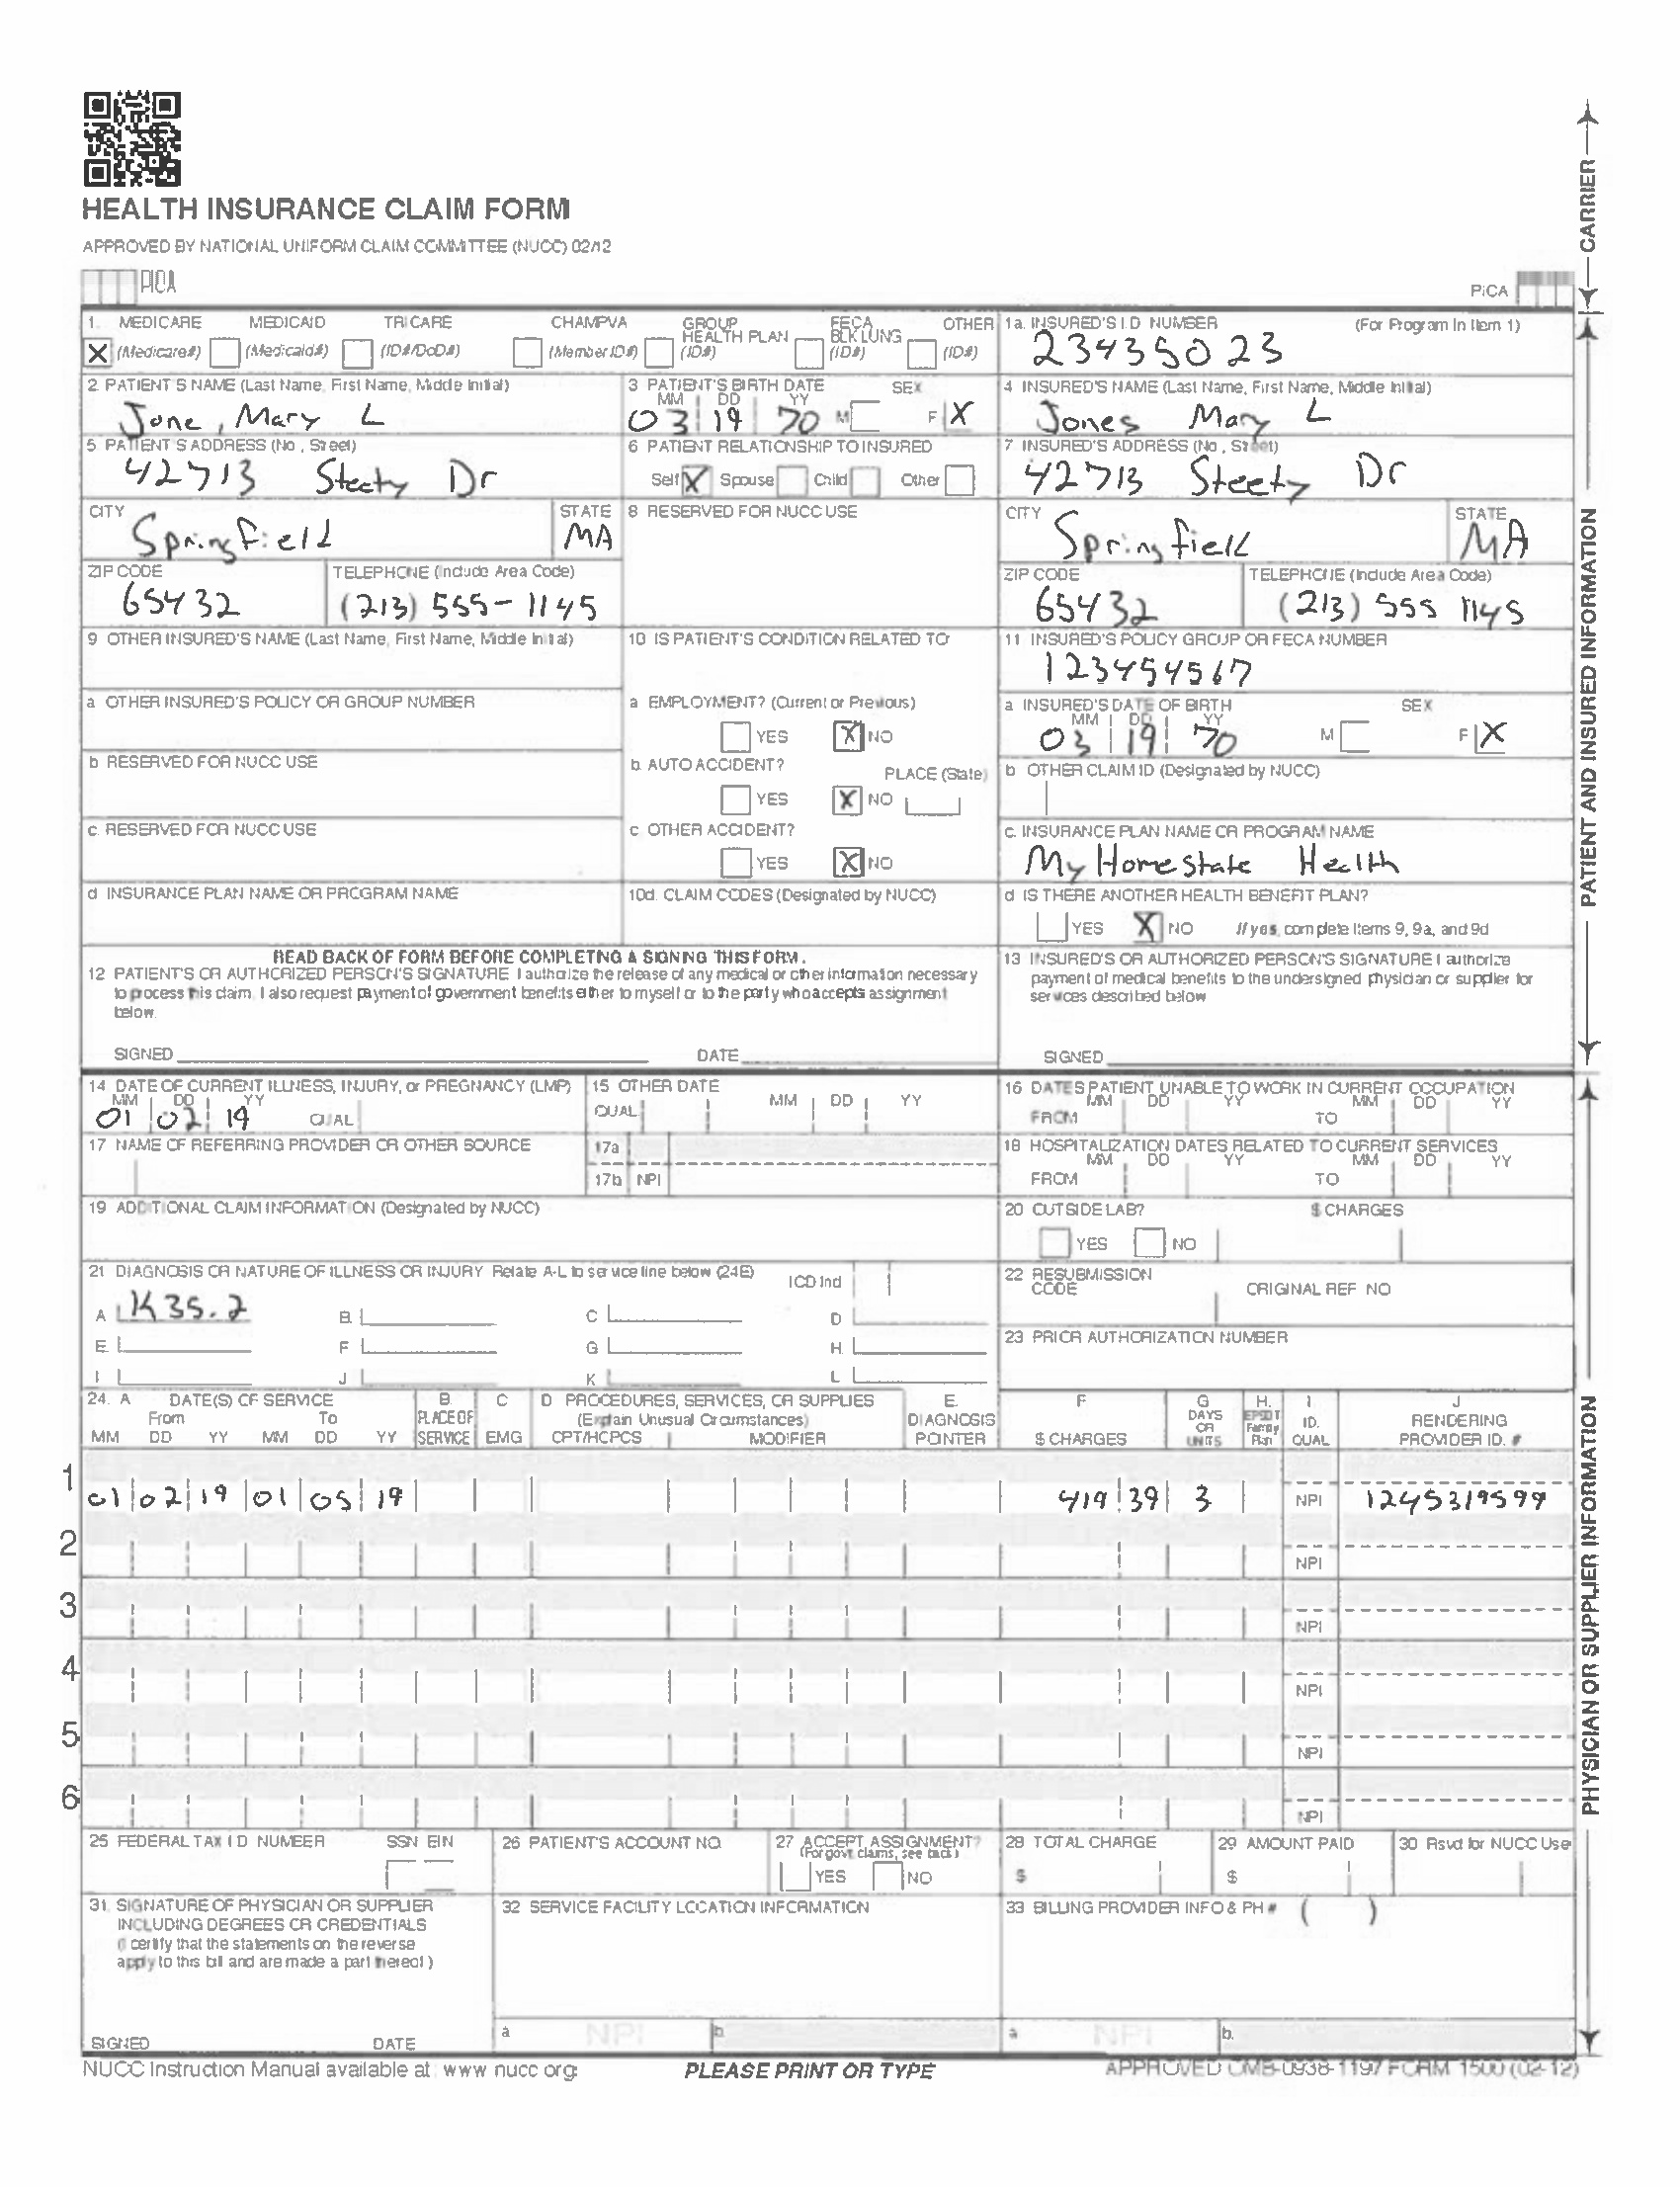 HEALTH INSURANCE CLAIM FORM
APPROVED BY NATIONAL UNIFORM CLAIM COMMITTEE (NUCC) 02/12
PICA PICA
CARRIER
1. MEDICARE MEDICAID TRICARE CHAMPVA GROUP HEALTH PLAN FECA BLK LUNG OTHER
X (Medicare#) (Medicaid#) (ID#/DoD#) (Member ID#) (ID#) (ID#) (ID#)
1a. INSURED'S I.D NUMBER (For Program In Item 1)
23435023
2 PATIENT'S NAME (Last Name, First Name, Middle Initial)
Jone, Mary L
3 PATIENT'S BIRTH DATE SEX
MM DD YY
03 19 70 M F X
4 INSURED'S NAME (Last Name, First Name, Middle Initial)
Jones Mary L
5 PATIENT'S ADDRESS (No, Street)
42713 Steety Dr
6 PATIENT RELATIONSHIP TO INSURED
Self X Spouse Child Other
7 INSURED'S ADDRESS (No, Street)
42713 Steety Dr
CITY STATE
Springfield MA
8 RESERVED FOR NUCC USE
CITY STATE
Springfield MA
ZIP CODE TELEPHONE (Include Area Code)
65432 (213) 555-1145
ZIP CODE TELEPHONE (Include Area Code)
65432 (213) 555 1145
9 OTHER INSURED'S NAME (Last Name, First Name, Middle Initial)
10 IS PATIENT'S CONDITION RELATED TO
11 INSURED'S POLICY GROUP OR FECA NUMBER
123454567
a OTHER INSURED'S POLICY OR GROUP NUMBER
a EMPLOYMENT? (Current or Previous)
YES X NO
a INSURED'S DATE OF BIRTH SEX
MM DD YY
03 19 70 M F X
b RESERVED FOR NUCC USE
b. AUTO ACCIDENT? PLACE (State)
YES X NO
b OTHER CLAIM ID (Designated by NUCC)
c. RESERVED FOR NUCC USE
c OTHER ACCIDENT?
YES X NO
c. INSURANCE PLAN NAME OR PROGRAM NAME
My Home State Health
d INSURANCE PLAN NAME OR PROGRAM NAME
10d. CLAIM CODES (Designated by NUCC)
d IS THERE ANOTHER HEALTH BENEFIT PLAN?
YES X NO If yes, complete Items 9, 9a, and 9d
PATIENT AND INSURED INFORMATION
READ BACK OF FORM BEFORE COMPLETING & SIGNING THIS FORM.
12 PATIENT'S OR AUTHORIZED PERSON'S SIGNATURE I authorize the release of any medical or other information necessary
to process this claim. I also request payment of government benefits either to myself or to the party who accepts assignment
below.
SIGNED DATE
13 INSURED'S OR AUTHORIZED PERSON'S SIGNATURE I authorize
payment of medical benefits to the undersigned physician or supplier for
services described below
SIGNED
14 DATE OF CURRENT ILLNESS, INJURY, or PREGNANCY (LMP)
MM DD YY
01 02 19 QUAL
15 OTHER DATE
QUAL MM DD YY
16 DATES PATIENT UNABLE TO WORK IN CURRENT OCCUPATION
MM DD YY MM DD YY
FROM TO
17 NAME OF REFERRING PROVIDER OR OTHER SOURCE
17a
17b NPI
18 HOSPITALIZATION DATES RELATED TO CURRENT SERVICES
MM DD YY MM DD YY
FROM TO
19 ADDITIONAL CLAIM INFORMATION (Designated by NUCC)
20 OUTSIDE LAB? $ CHARGES
YES NO
21 DIAGNOSIS OR NATURE OF ILLNESS OR INJURY Relate A-L to service line below (24E) ICD Ind
A K35.2 B. C D
E. F G H.
I J K L
22 RESUBMISSION CODE ORIGINAL REF NO
23 PRIOR AUTHORIZATION NUMBER
24. A DATE(S) OF SERVICE B. C D PROCEDURES, SERVICES, OR SUPPLIES E. F G H. I J
From To PLACE OF (Explain Unusual Circumstances) DIAGNOSIS DAYS OR EPSDT Family ID. RENDERING
MM DD YY MM DD YY SERVICE EMG CPT/HCPCS MODIFIER POINTER $ CHARGES UNITS Plan QUAL PROVIDER ID. #
1 01 02 19 01 05 19 419 39 3 NPI 1245319599
2 NPI
3 NPI
4 NPI
5 NPI
6 NPI
PHYSICIAN OR SUPPLIER INFORMATION
25 FEDERAL TAX I D NUMBER SSN EIN
26 PATIENT'S ACCOUNT NO.
27 ACCEPT ASSIGNMENT?
(For govt. claims, see back)
YES NO
28 TOTAL CHARGE
$
29 AMOUNT PAID
$
30 Rsvd for NUCC Use
31. SIGNATURE OF PHYSICIAN OR SUPPLIER
INCLUDING DEGREES OR CREDENTIALS
(I certify that the statements on the reverse
apply to this bill and are made a part thereof)
SIGNED DATE
32 SERVICE FACILITY LOCATION INFORMATION
a NPI b.
33 BILLING PROVIDER INFO & PH # ( )
a NPI b.
NUCC Instruction Manual available at: www nucc org
PLEASE PRINT OR TYPE
APPROVED OMB-0938-1197 FORM 1500 (02-12)